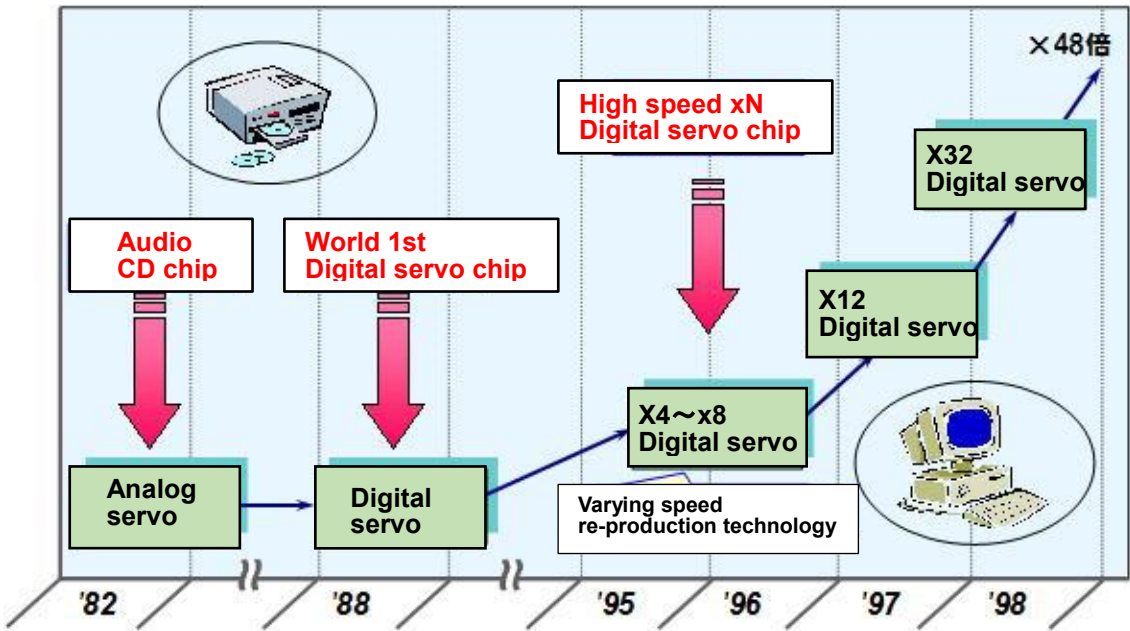 ×48倍
High speed xN
Digital servo chip
X32
Digital servo
Audio
CD chip
World 1st
Digital servo chip
X12
Digital servo
X4～x8
Digital servo
Analog
servo
Digital
servo
Varying speed
re-production technology
'82
'88
'95
'96
'97
'98